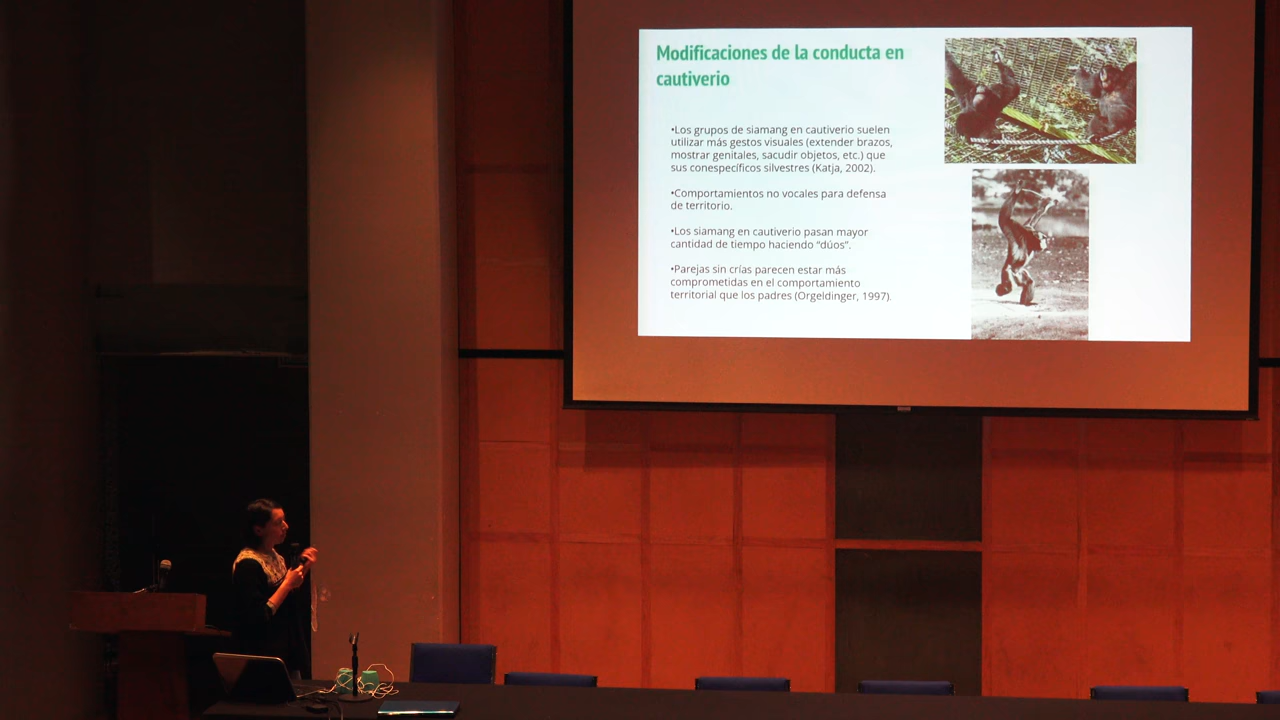 Modificaciones de la conducta en
cautiverio
•Los grupos de siamang en cautiverio suelen
utilizar más gestos visuales (extender brazos,
mostrar genitales, sacudir objetos, etc.) que
sus conespecíficos silvestres (Katja, 2002).
•Comportamientos no vocales para defensa
de territorio.
•Los siamang en cautiverio pasan mayor
cantidad de tiempo haciendo “dúos”.
•Parejas sin crías parecen estar más
comprometidas en el comportamiento
territorial que los padres (Orgeldinger, 1997).